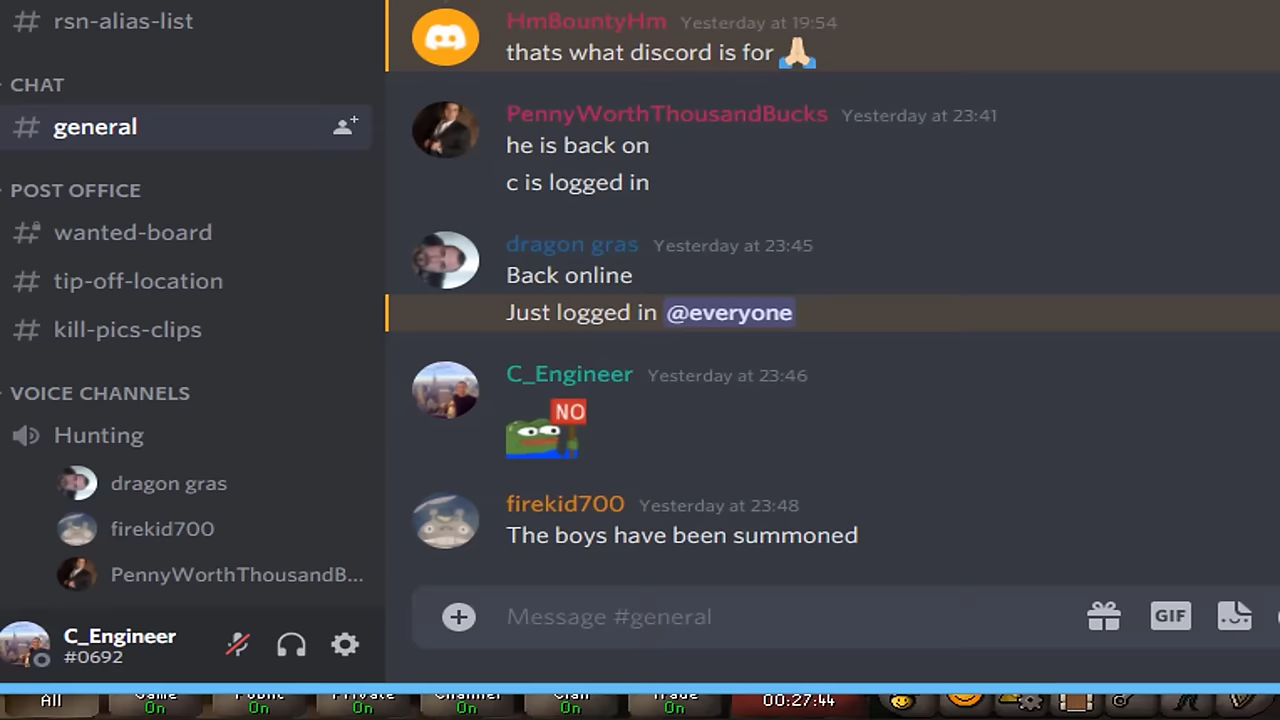 rsn-alias-list
CHAT
general
POST OFFICE
wanted-board
tip-off-location
kill-pics-clips
VOICE CHANNELS
Hunting
dragon gras
firekid700
PennyWorthThousandB...
C_Engineer
#0692
HmBountyHm Yesterday at 19:54
thats what discord is for
PennyWorthThousandBucks Yesterday at 23:41
he is back on
c is logged in
dragon gras Yesterday at 23:45
Back online
Just logged in @everyone
C_Engineer Yesterday at 23:46
NO
firekid700 Yesterday at 23:48
The boys have been summoned
Message #general
GIF
All Game Public Private Channel Clan Trade 00:27:44
On On On On On On